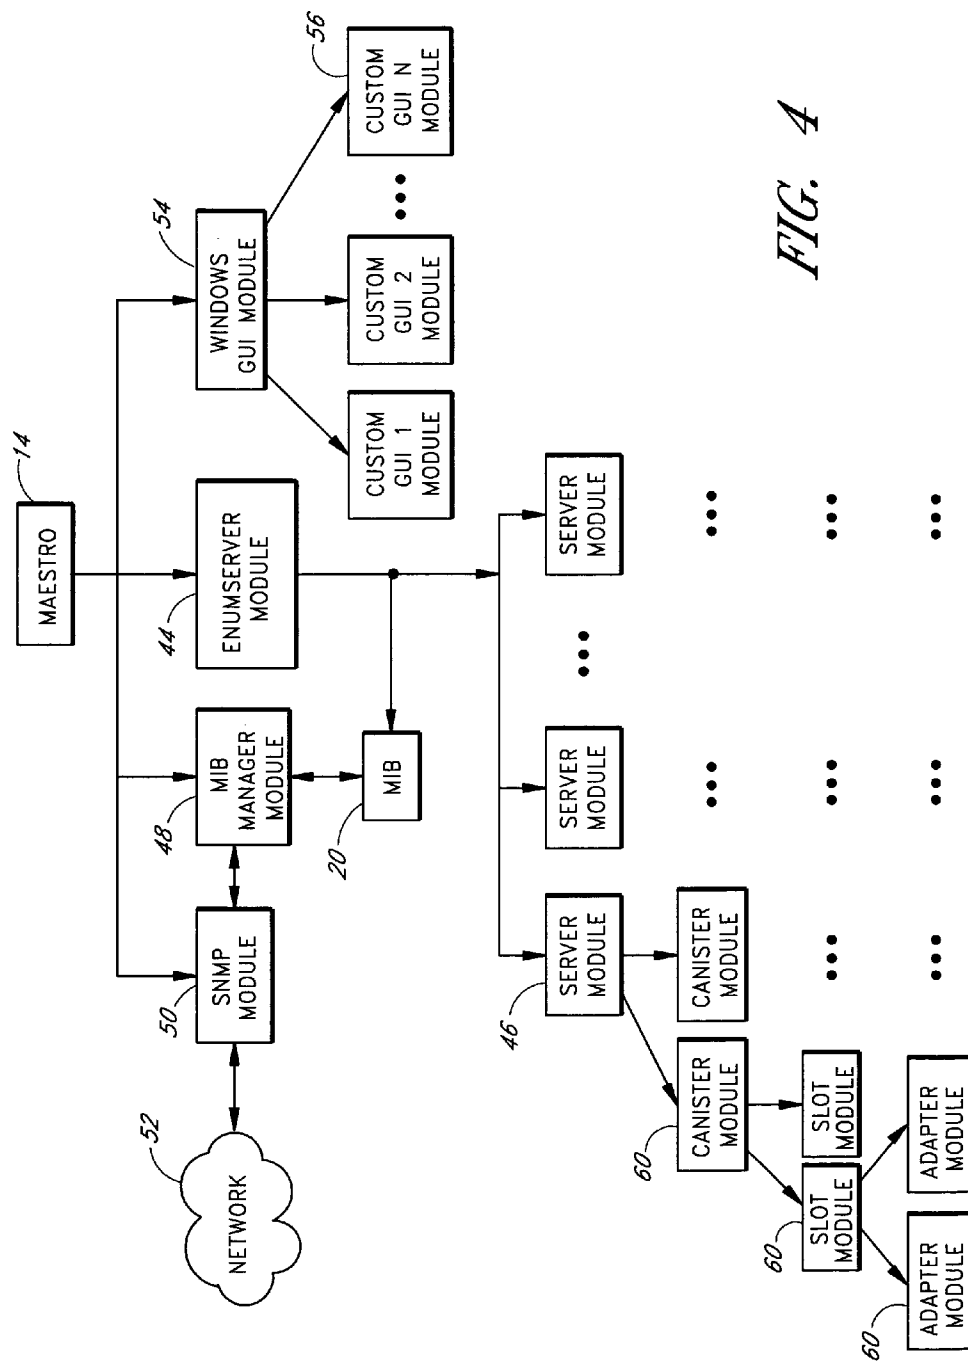 MAESTRO
14
SNMP
MODULE
50
MIB
MANAGER
MODULE
48
ENUMSERVER
MODULE
44
WINDOWS
GUI MODULE
54
NETWORK
52
MIB
20
CUSTOM
GUI 1
MODULE
CUSTOM
GUI 2
MODULE
CUSTOM
GUI N
MODULE
56
SERVER
MODULE
46
SERVER
MODULE
SERVER
MODULE
CANISTER
MODULE
60
CANISTER
MODULE
SLOT
MODULE
60
SLOT
MODULE
ADAPTER
MODULE
60
ADAPTER
MODULE
FIG. 4